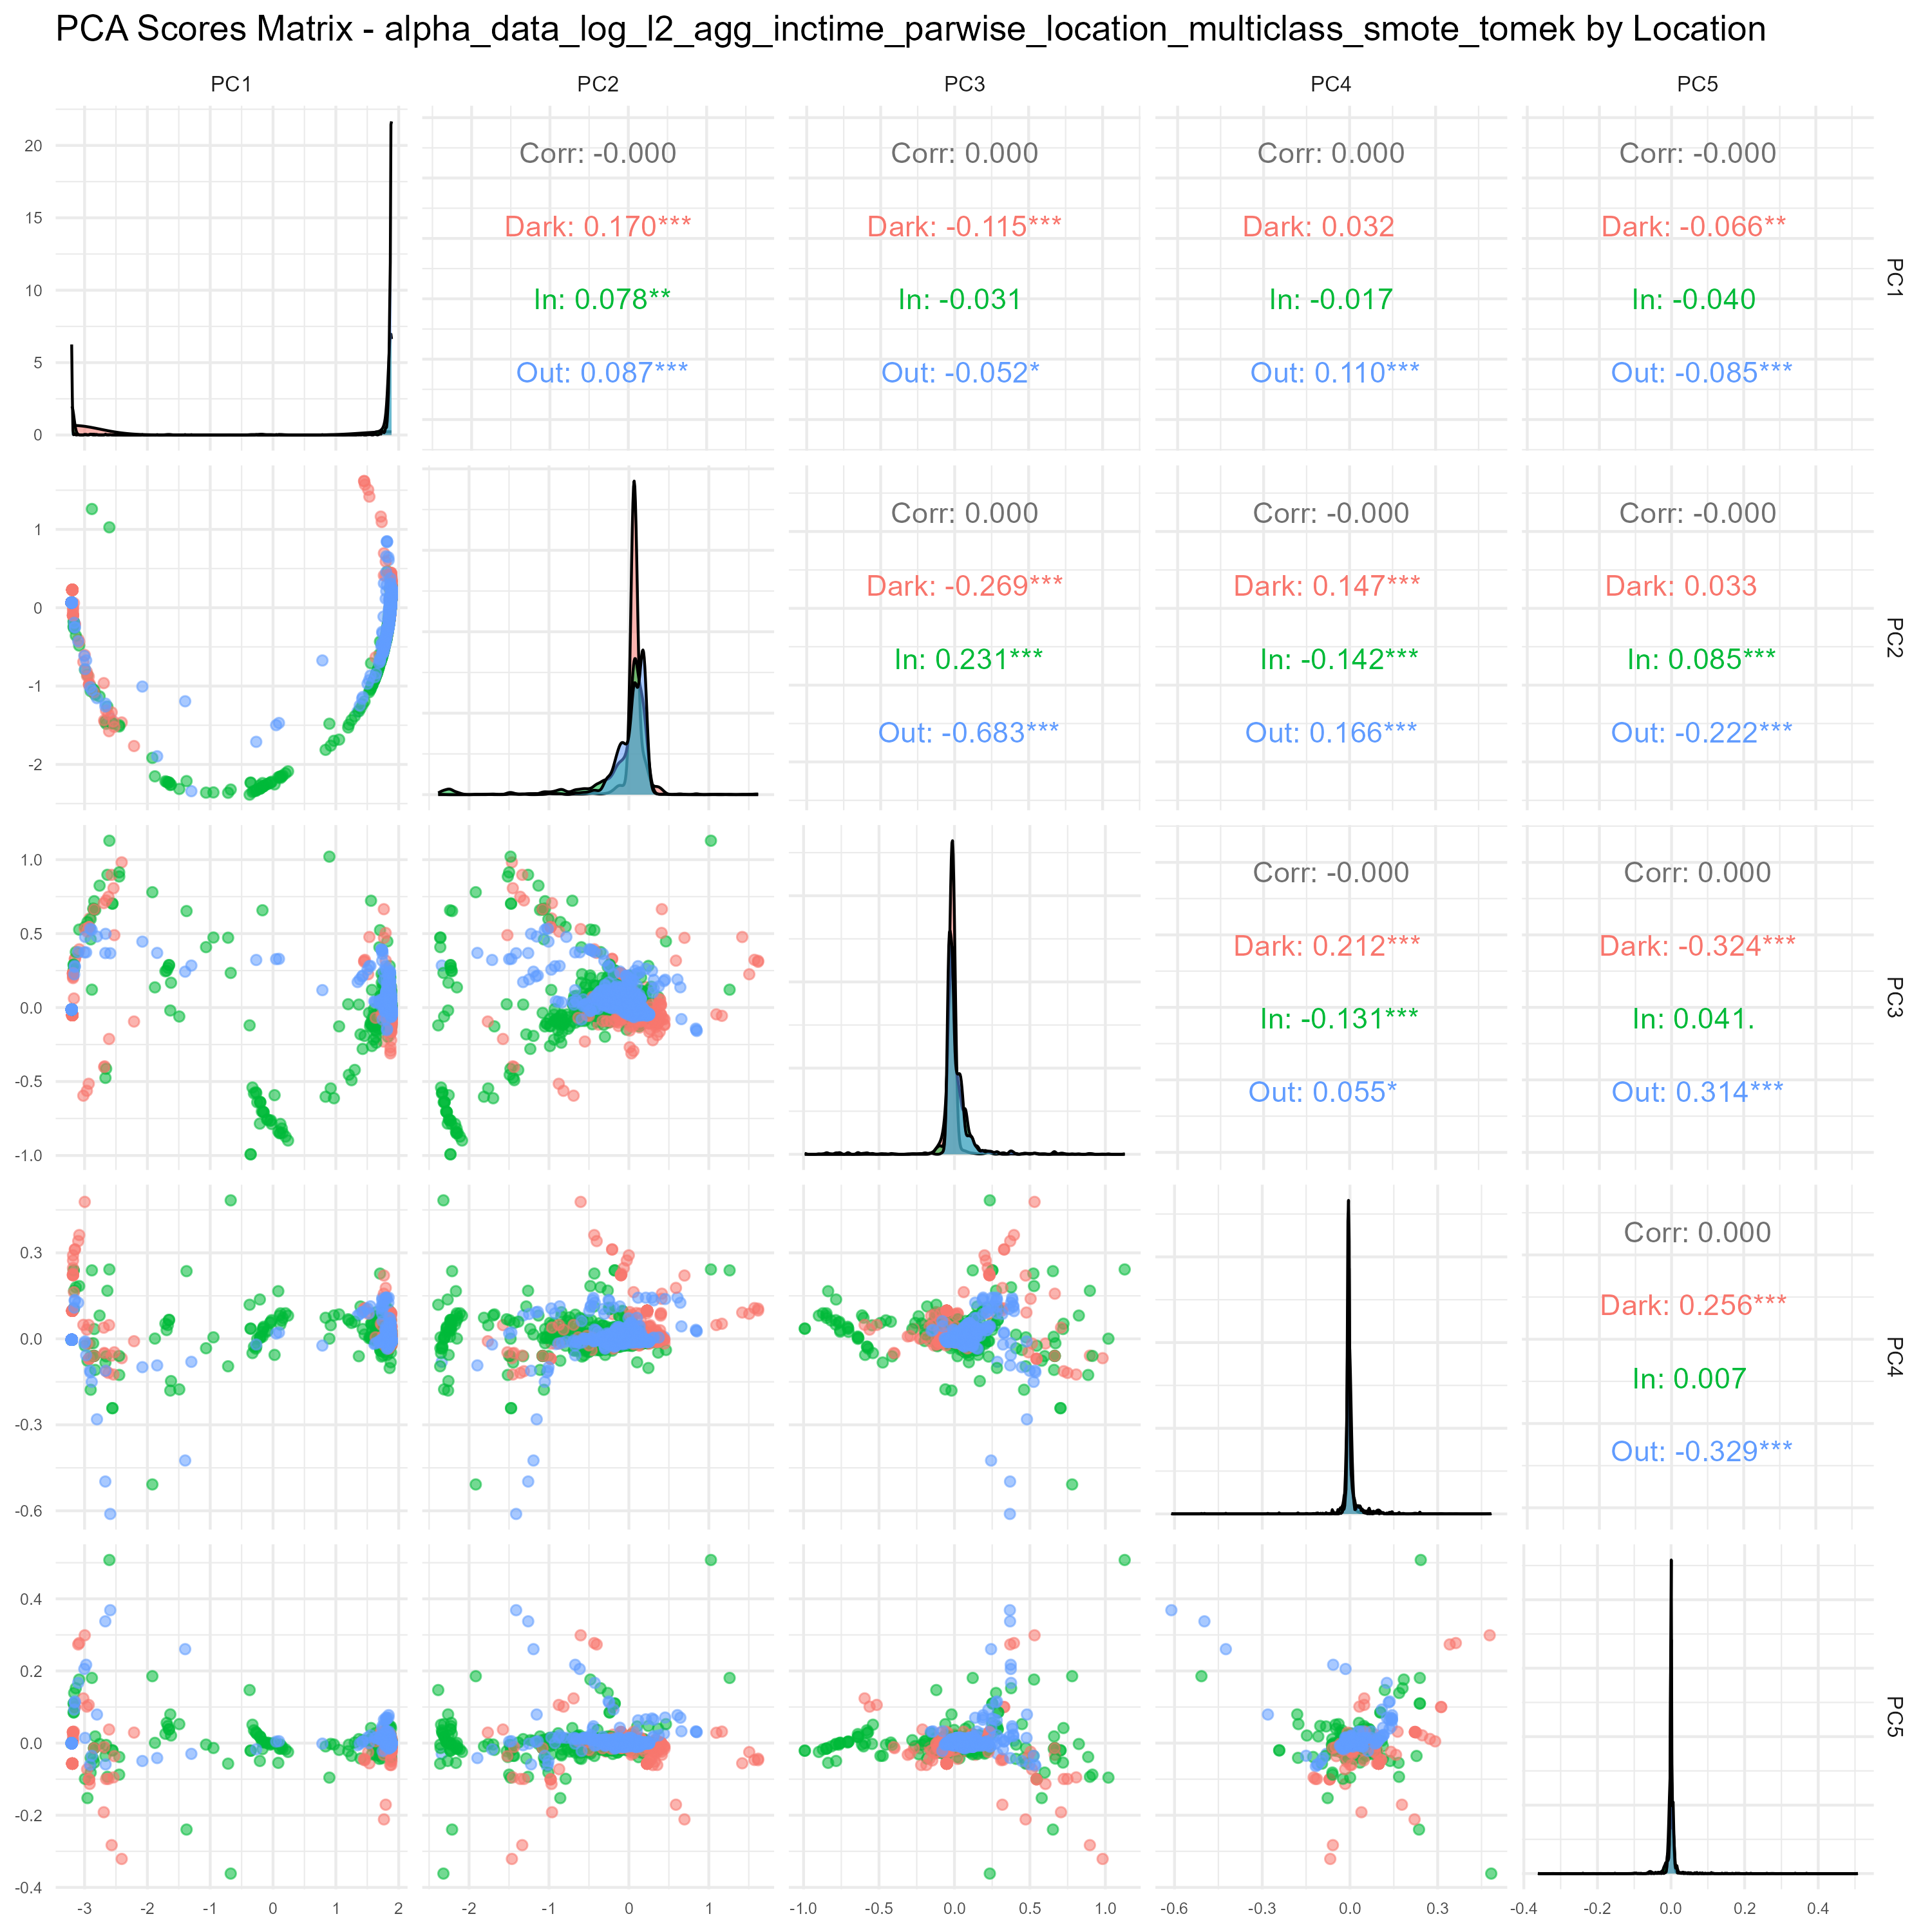 PCA Scores Matrix - alpha_data_log_l2_agg_inctime_parwise_location_multiclass_smote_tomek by Location
PC1 PC2 PC3 PC4 PC5
20
15
10
5
0
Corr: -0.000 Corr: 0.000 Corr: 0.000 Corr: -0.000
Dark: 0.170*** Dark: -0.115*** Dark: 0.032 Dark: -0.066**
In: 0.078** In: -0.031 In: -0.017 In: -0.040
Out: 0.087*** Out: -0.052* Out: 0.110*** Out: -0.085***
PC1
1
0
-1
-2
Corr: 0.000 Corr: -0.000 Corr: -0.000
Dark: -0.269*** Dark: 0.147*** Dark: 0.033
In: 0.231*** In: -0.142*** In: 0.085***
Out: -0.683*** Out: 0.166*** Out: -0.222***
PC2
1.0
0.5
0.0
-0.5
-1.0
Corr: -0.000 Corr: 0.000
Dark: 0.212*** Dark: -0.324***
In: -0.131*** In: 0.041.
Out: 0.055* Out: 0.314***
PC3
0.3
0.0
-0.3
-0.6
Corr: 0.000
Dark: 0.256***
In: 0.007
Out: -0.329***
PC4
0.4
0.2
0.0
-0.2
-0.4
PC5
-3 -2 -1 0 1 2 -2 -1 0 1 -1.0 -0.5 0.0 0.5 1.0 -0.6 -0.3 0.0 0.3 -0.4 -0.2 0.0 0.2 0.4